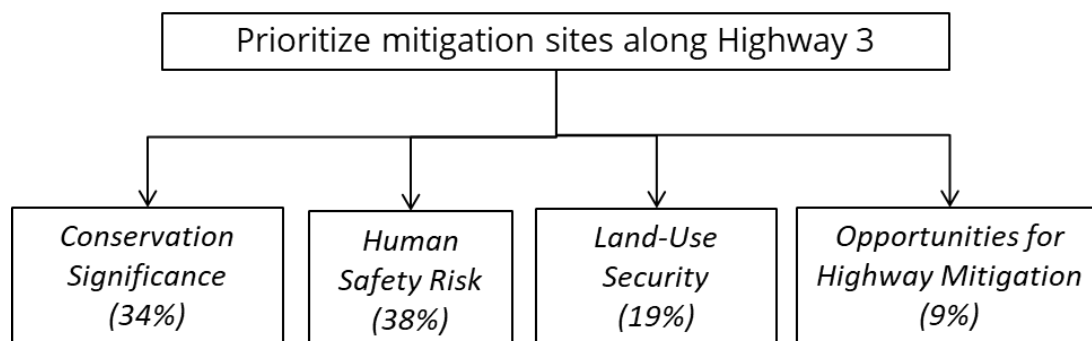 Prioritize mitigation sites along Highway 3
Conservation
Significance
(34%)
Human
Safety Risk
(38%)
Land-Use
Security
(19%)
Opportunities for
Highway Mitigation
(9%)